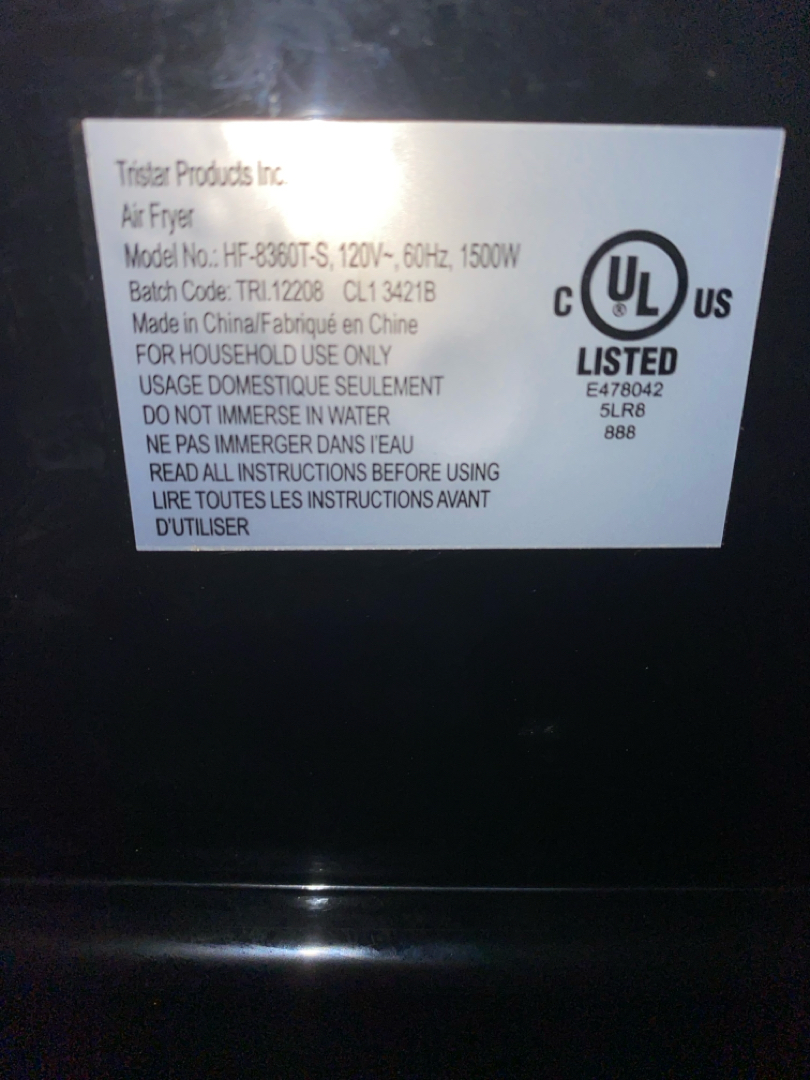 Tristar Products Inc.
Air Fryer
Model No.: HF-8360T-S, 120V~, 60Hz, 1500W
Batch Code: TRI.12208 CL1 3421B
Made in China/Fabriqué en Chine
FOR HOUSEHOLD USE ONLY
USAGE DOMESTIQUE SEULEMENT
DO NOT IMMERSE IN WATER
NE PAS IMMERGER DANS l'EAU
READ ALL INSTRUCTIONS BEFORE USING
LIRE TOUTES LES INSTRUCTIONS AVANT
D'UTILISER
C UL ® US
LISTED
E478042
5LR8
888